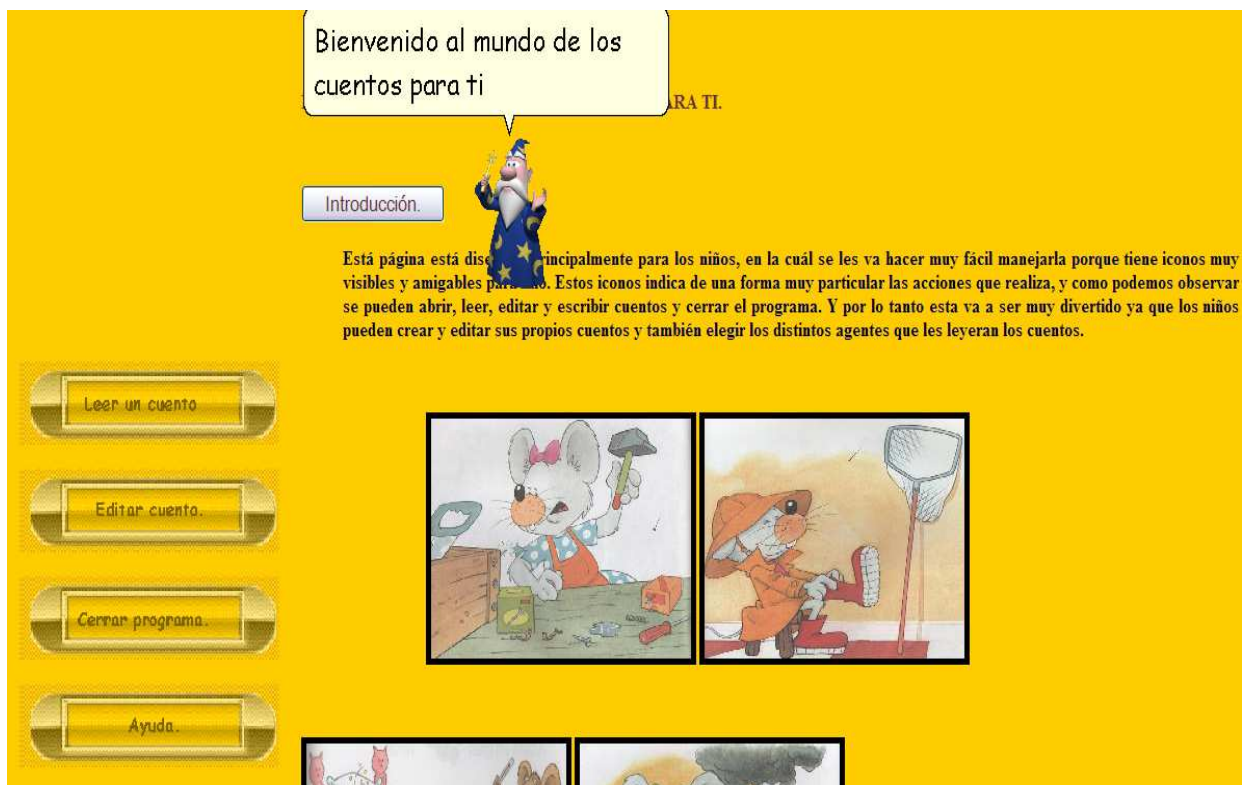 Bienvenido al mundo de los
cuentos para ti
ARA TI.
Introducción.
Está página está dis incipalmente para los niños, en la cuál se les va hacer muy fácil manejarla porque tiene iconos muy
visibles y amigables Estos iconos indica de una forma muy particular las acciones que realiza, y como podemos observar
se pueden abrir, leer, editar y escribir cuentos y cerrar el programa. Y por lo tanto esta va a ser muy divertido ya que los niños
pueden crear y editar sus propios cuentos y también elegir los distintos agentes que les leyeran los cuentos.
Leer un cuento
Editar cuento.
Cerrar programa.
Ayuda.